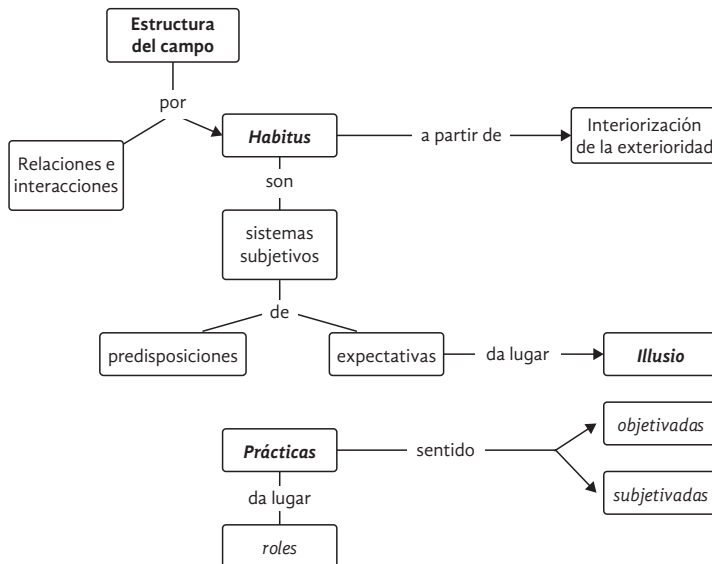 Estructura
del campo
por
Habitus
a partir de
Interiorización
de la exterioridad
Relaciones e
interacciones
son
sistemas
subjetivos
de
predisposiciones
expectativas
da lugar
Illusio
objetivadas
Prácticas
sentido
subjetivadas
da lugar
roles